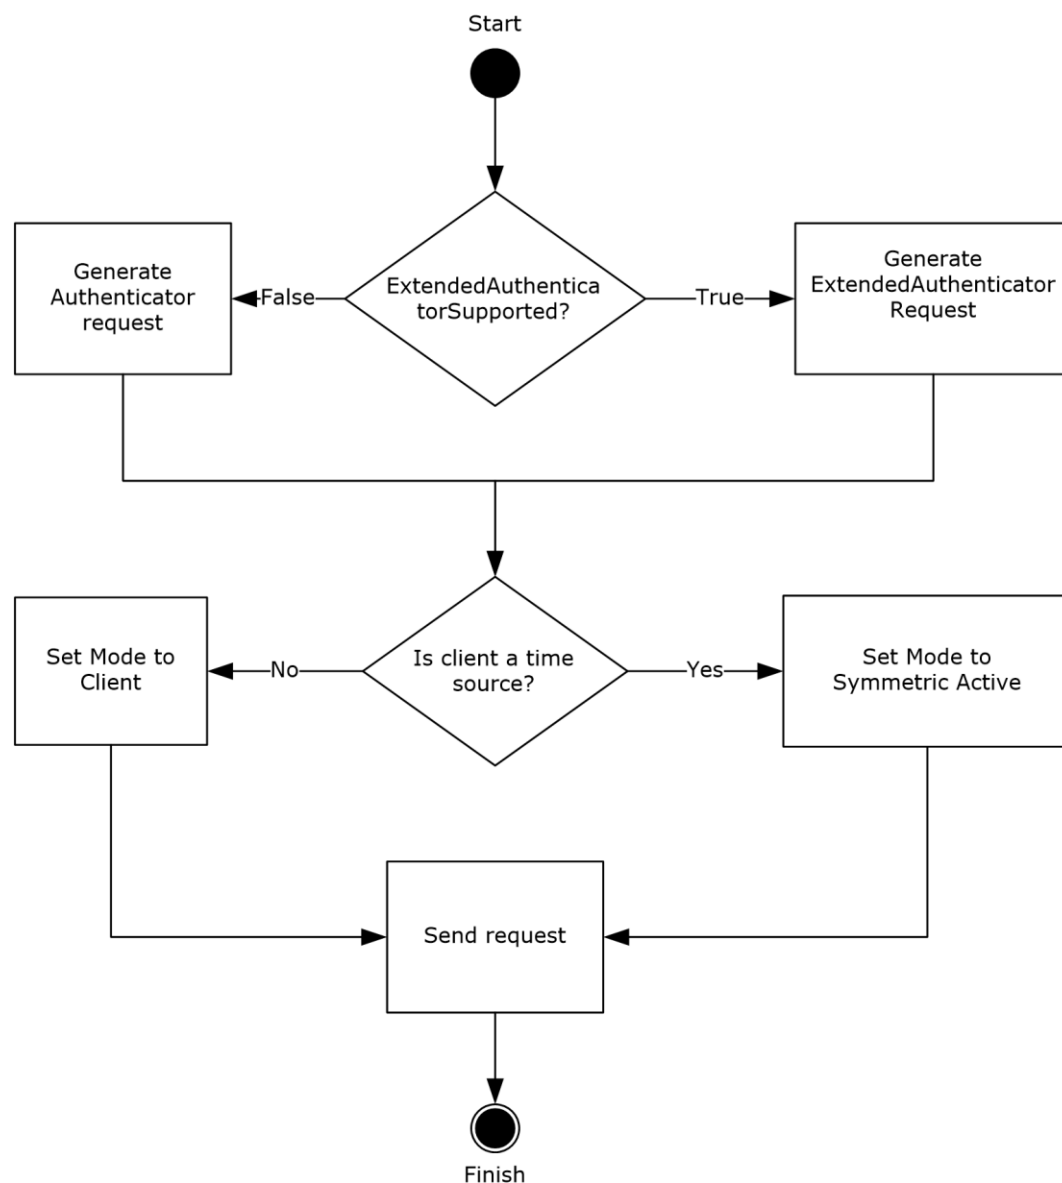 Start
Generate
Authenticator
request
False
ExtendedAuthentica
torSupported?
True
Generate
ExtendedAuthenticator
Request
Set Mode to
Client
No
Is client a time
source?
Yes
Set Mode to
Symmetric Active
Send request
Finish